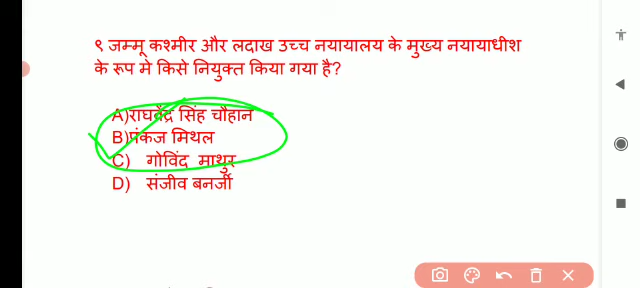 ९ जम्मू कश्मीर और लदाख उच्च नयायालय के मुख्य नयायाधीश
के रूप मे किसे नियुक्त किया गया है?
A)राघवेंद्र सिंह चौहान
B)पंकज मिथल
C) गोविंद माथुर
D) संजीव बनर्जी